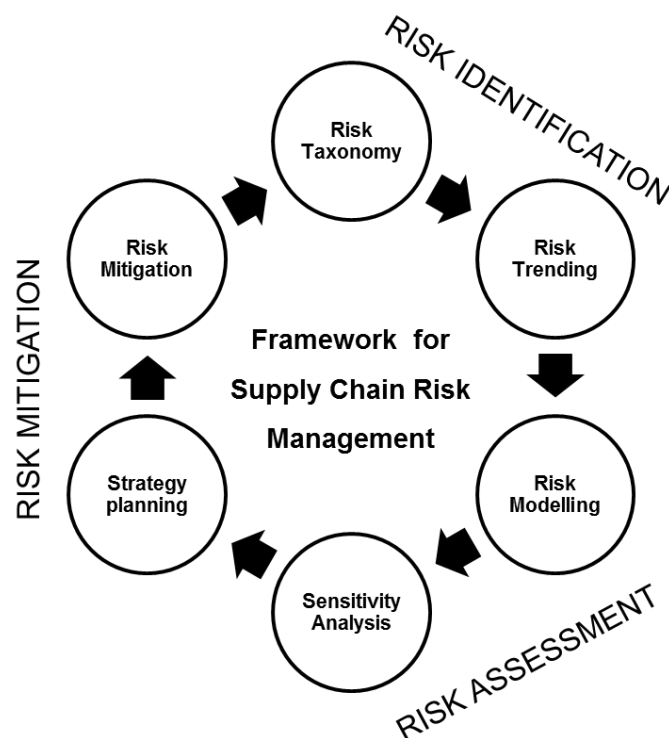 RISK IDENTIFICATION
Risk
Taxonomy
Risk
Trending
Risk
Mitigation
RISK MITIGATION
Framework for
Supply Chain Risk
Management
Strategy
planning
Risk
Modelling
Sensitivity
Analysis
RISK ASSESSMENT